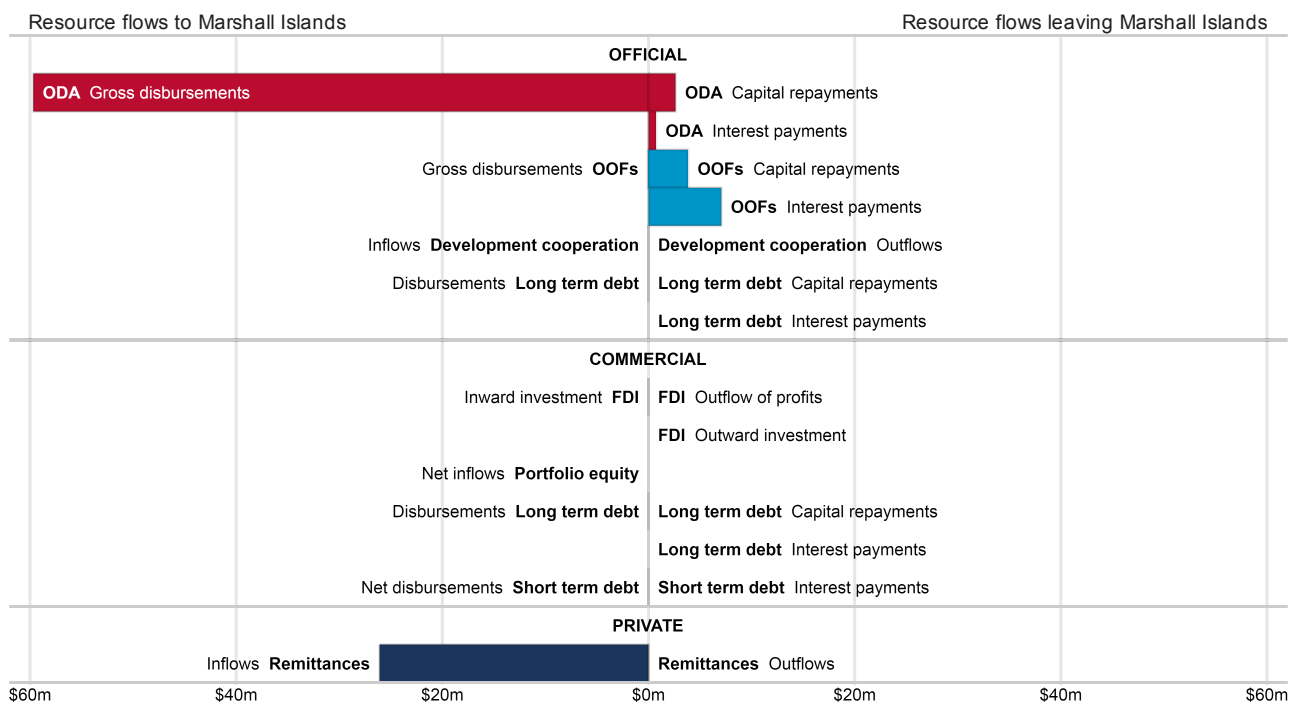 Resource flows to Marshall Islands Resource flows leaving Marshall Islands
OFFICIAL
ODA Gross disbursements ODA Capital repayments
ODA Interest payments
Gross disbursements OOFs OOFs Capital repayments
OOFs Interest payments
Inflows Development cooperation Development cooperation Outflows
Disbursements Long term debt Long term debt Capital repayments
Long term debt Interest payments
COMMERCIAL
Inward investment FDI FDI Outflow of profits
FDI Outward investment
Net inflows Portfolio equity
Disbursements Long term debt Long term debt Capital repayments
Long term debt Interest payments
Net disbursements Short term debt Short term debt Interest payments
PRIVATE
Inflows Remittances Remittances Outflows
$60m $40m $20m $0m $20m $40m $60m